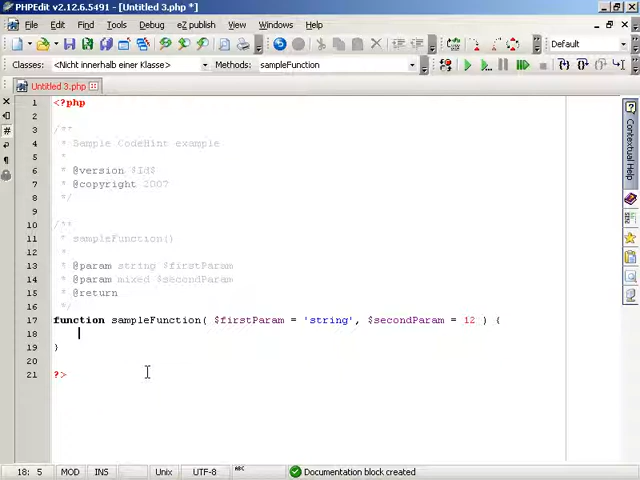 PHPEdit v2.12.6.5491 - [Untitled 3.php *]
File Edit Output Tools Debug eZ publish View Windows Help
Default
Classes: <Nicht innerhalb einer Klasse> Methods: sampleFunction
Untitled 3.php
1 <?php
2
3 /**
4 * Sample CodeHint example
5 *
6 * @version $Id$
7 * @copyright 2007
8 */
9
10 /**
11 * sampleFunction()
12 *
13 * @param string $firstParam
14 * @param mixed $secondParam
15 * @return
16 */
17 function sampleFunction( $firstParam = 'string', $secondParam = 12 ) {
18
19 }
20
21 ?>
Contextual Help
18: 5 MOD INS Unix UTF-8 ABC Documentation block created